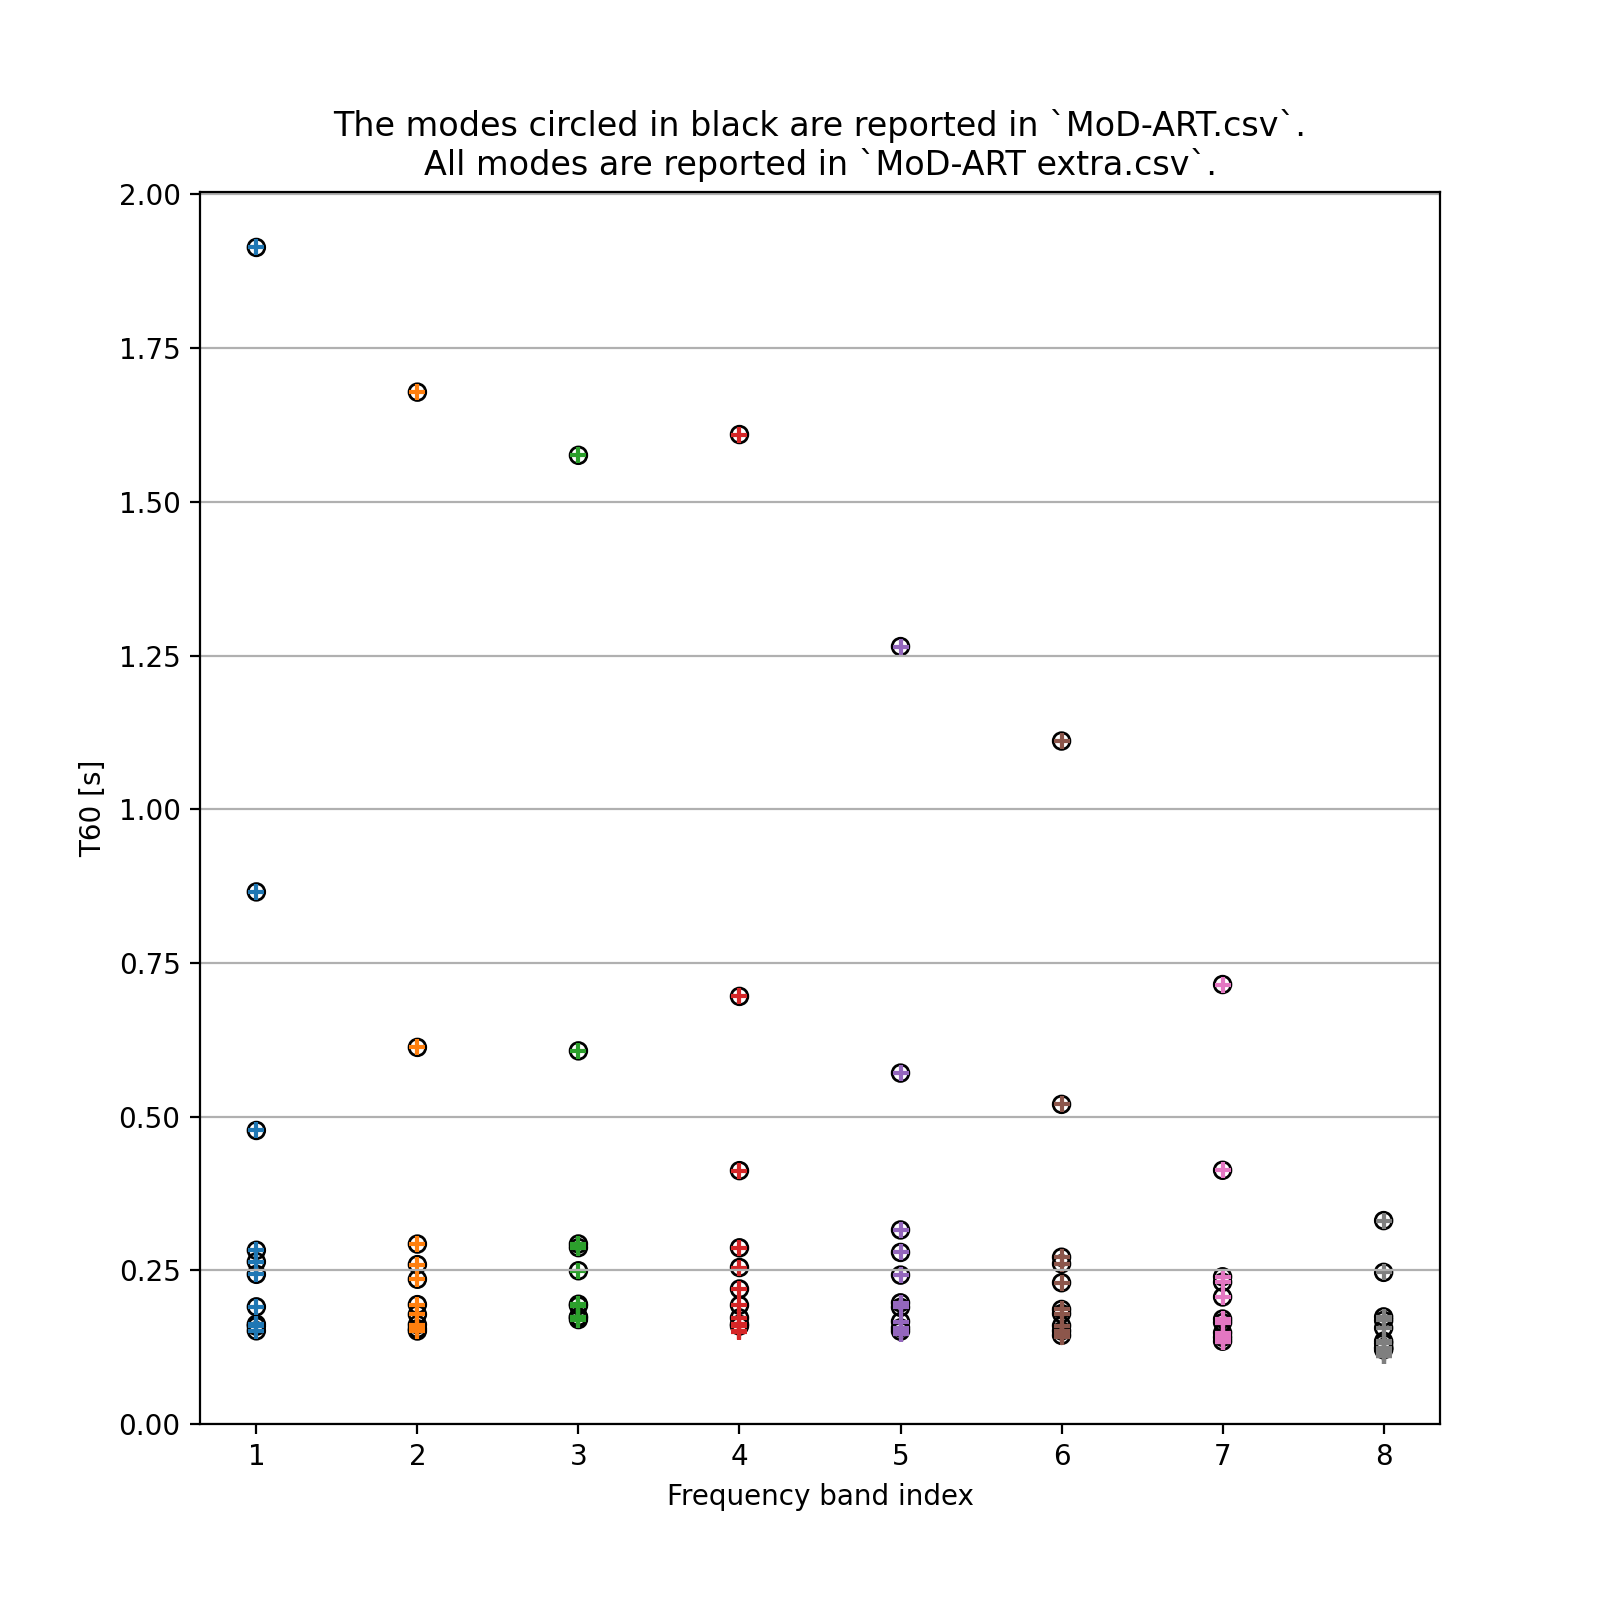 The modes circled in black are reported in `MoD-ART.csv`.
All modes are reported in `MoD-ART extra.csv`.
2.00
1.75
1.50
1.25
1.00
0.75
0.50
0.25
0.00
T60 [s]
1 2 3 4 5 6 7 8
Frequency band index